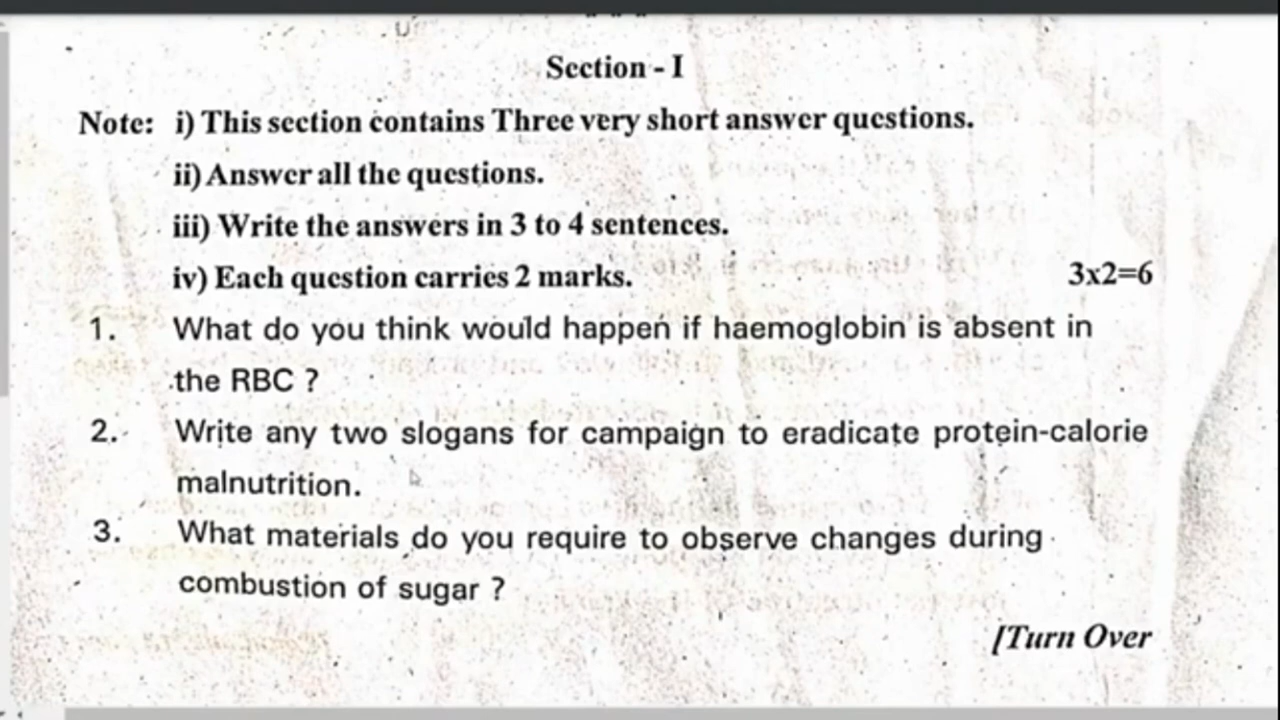 Section - I
Note: i) This section contains Three very short answer questions.
ii) Answer all the questions.
iii) Write the answers in 3 to 4 sentences.
iv) Each question carries 2 marks. 3x2=6
1. What do you think would happen if haemoglobin is absent in
the RBC ?
2. Write any two slogans for campaign to eradicate protein-calorie
malnutrition.
3. What materials do you require to observe changes during
combustion of sugar ?
[Turn Over